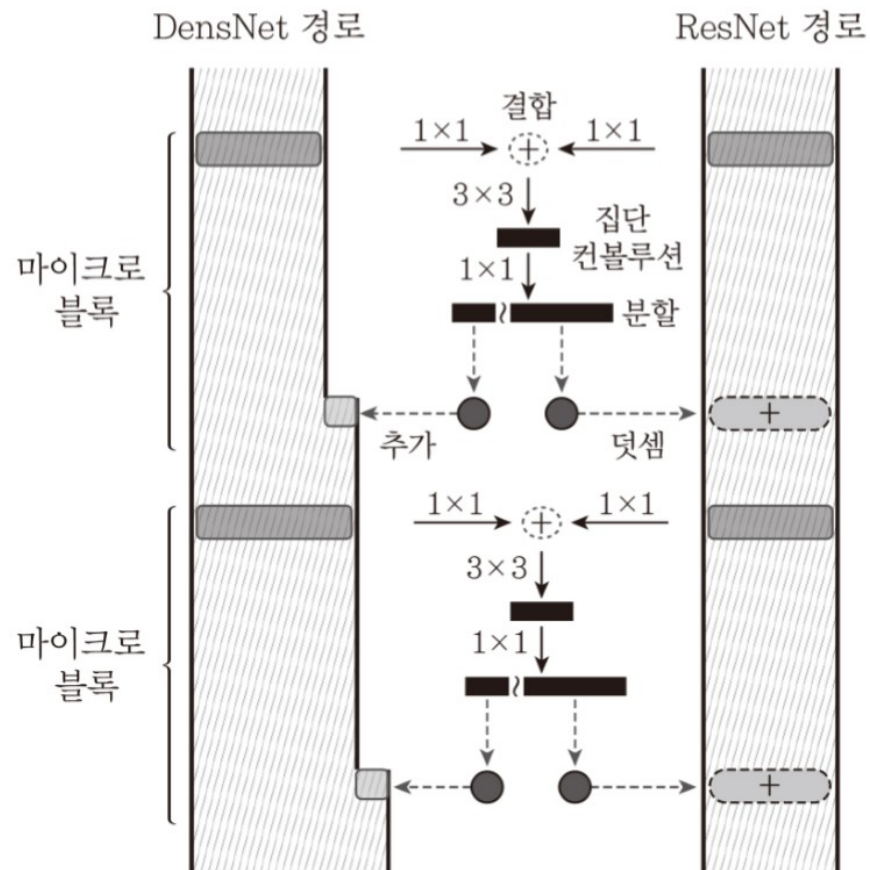 DensNet 경로
ResNet 경로
결합
1×1
1×1
+
3×3
집단
컨볼루션
마이크로
블록
1×1
분할
+
추가
덧셈
1×1
1×1
+
3×3
마이크로
블록
1×1
+